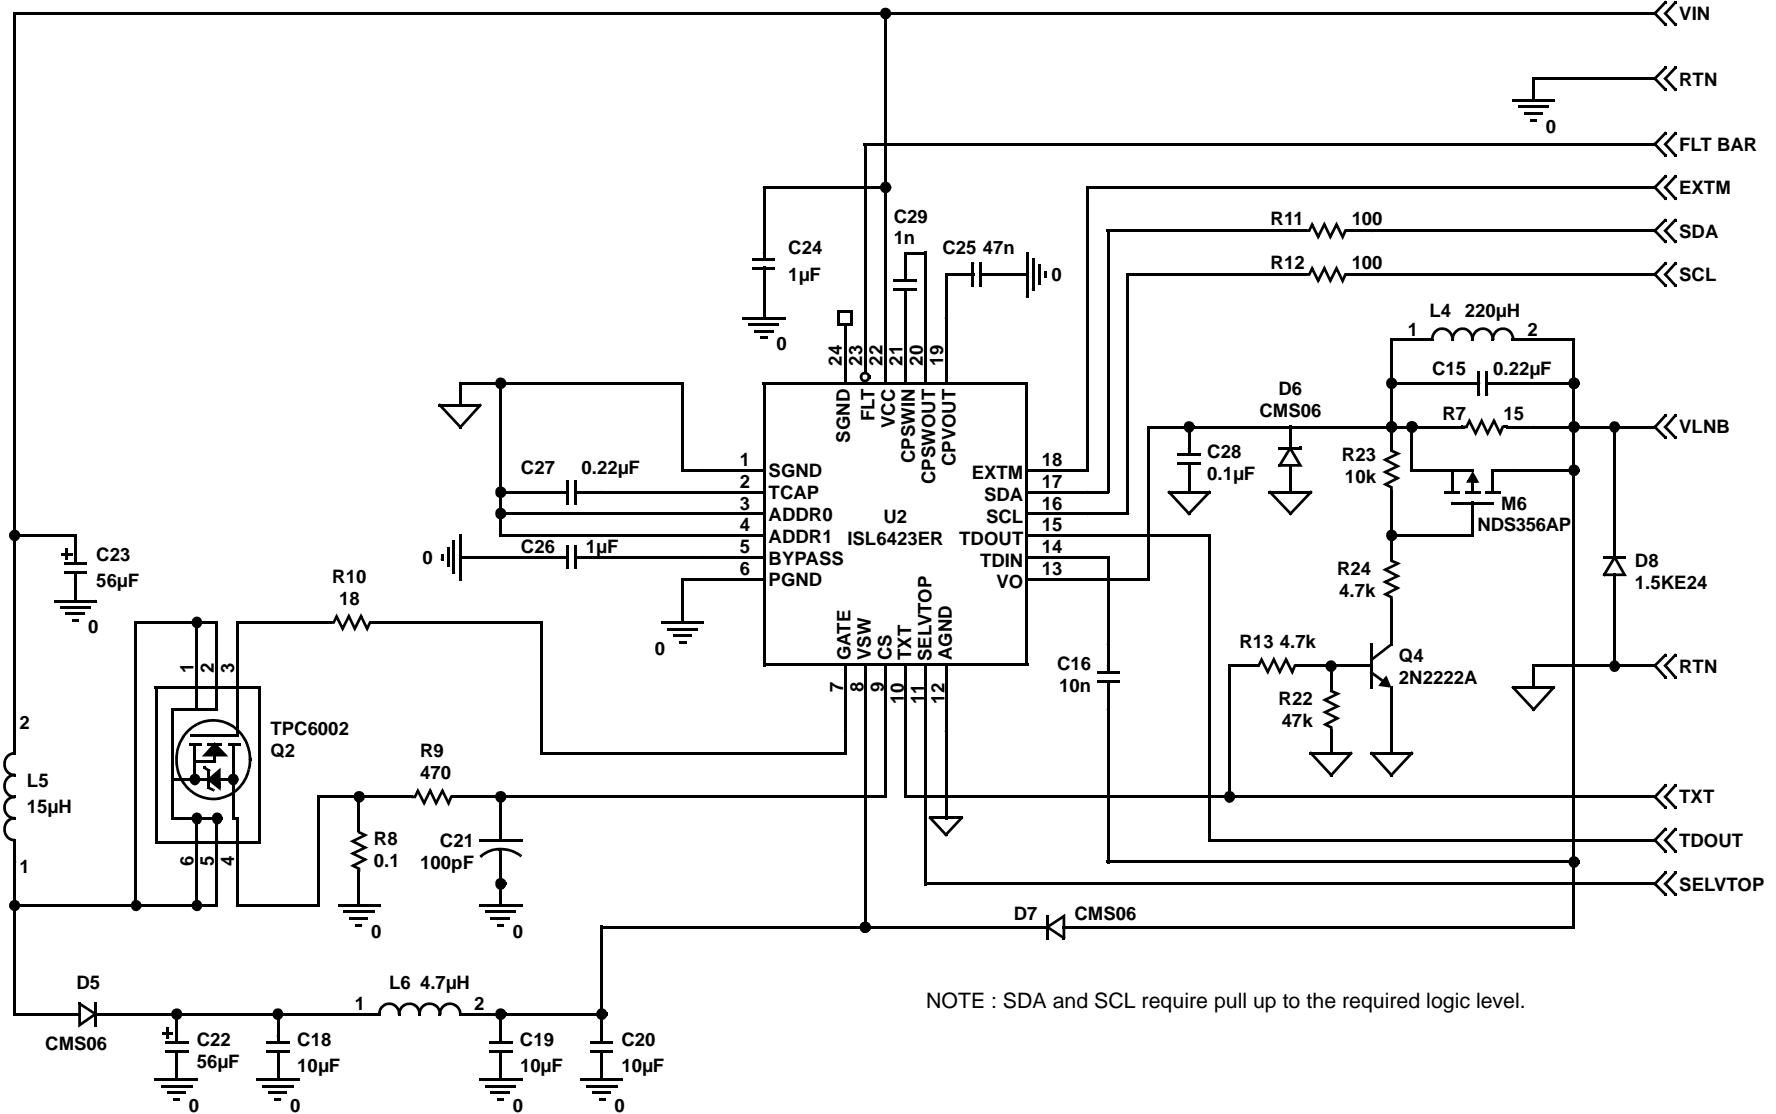 VIN
RTN
0
FLT BAR
EXTM
R11 100
SDA
R12 100
SCL
C29
1n
C25 47n
0
C24
1µF
0
L4 220µH
1 2
C15 0.22µF
R7 15
VLNB
D6
CMS06
C28
0.1µF
R23
10k
M6
NDS356AP
R24
4.7k
D8
1.5KE24
R13 4.7k
Q4
2N2222A
R22
47k
RTN
24 23 22 21 20 19
SGND FLT VCC CPSWIN CPSWOUT CPVOUT
1 SGND
2 TCAP
3 ADDR0
4 ADDR1
5 BYPASS
6 PGND
U2
ISL6423ER
EXTM 18
SDA 17
SCL 16
TDOUT 15
TDIN 14
VO 13
GATE VSW CS TXT SELVTOP AGND
7 8 9 10 11 12
C27 0.22µF
0 C26 1µF
0
C16
10n
C23
56µF
0
R10
18
1 2 3
TPC6002
Q2
6 5 4
2
L5
15µH
1
R9
470
R8
0.1
0
C21
100pF
0
TXT
TDOUT
SELVTOP
D7 CMS06
D5
CMS06
L6 4.7µH
1 2
C22
56µF
0
C18
10µF
0
C19
10µF
0
C20
10µF
0
NOTE : SDA and SCL require pull up to the required logic level.